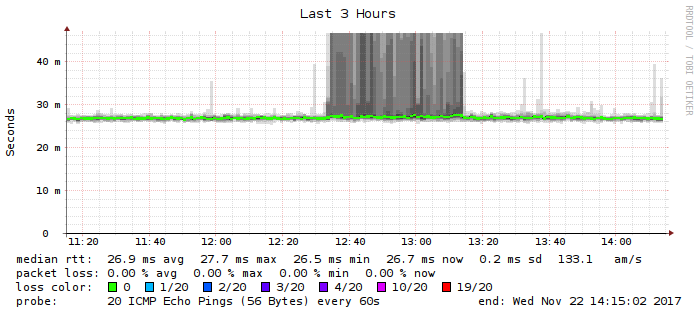 Last 3 Hours
RRDTOOL / TOBI OETIKER
Seconds
40 m
30 m
20 m
10 m
0
11:20 11:40 12:00 12:20 12:40 13:00 13:20 13:40 14:00
median rtt: 26.9 ms avg 27.7 ms max 26.5 ms min 26.7 ms now 0.2 ms sd 133.1 am/s
packet loss: 0.00 % avg 0.00 % max 0.00 % min 0.00 % now
loss color: 0 1/20 2/20 3/20 4/20 10/20 19/20
probe: 20 ICMP Echo Pings (56 Bytes) every 60s end: Wed Nov 22 14:15:02 2017